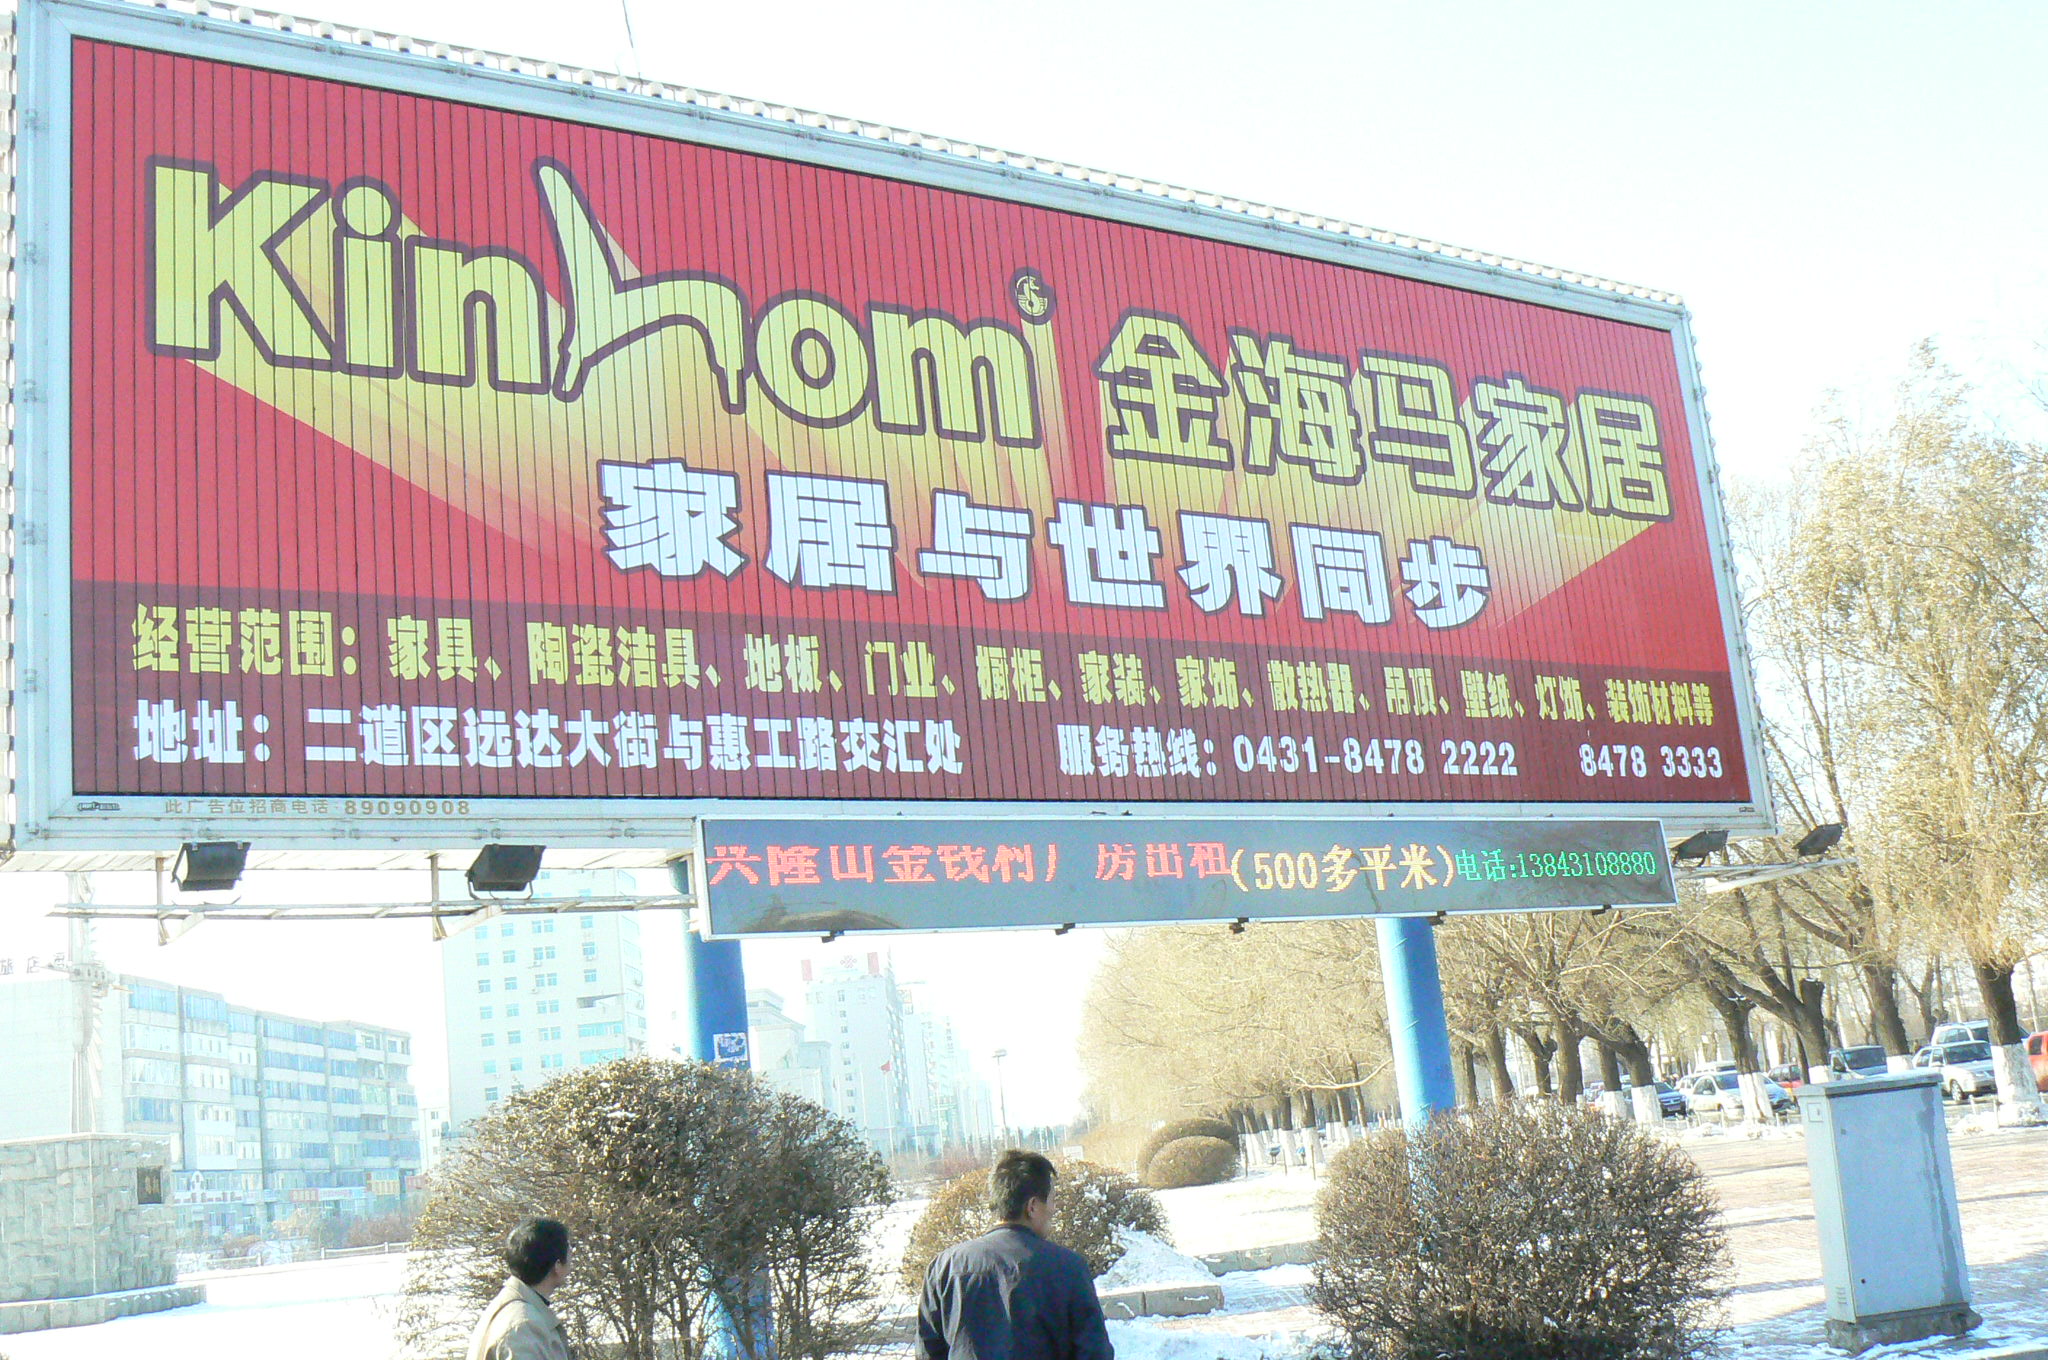 Kinhom 金海马家居
家居与世界同步
经营范围：家具、陶瓷洁具、地板、门业、橱柜、家装、家饰、散热器、吊顶、壁纸、灯饰、装饰材料等
地址：二道区远达大街与惠工路交汇处 服务热线：0431-8478 2222 8478 3333
此广告位招商电话：89090908
兴隆山金钱村厂房出租(500多平米)电话:13843108880